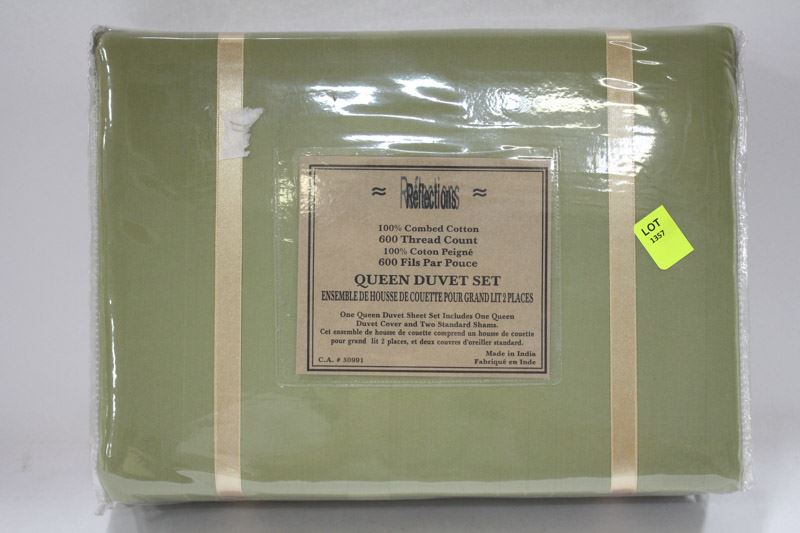 ≈ Réflections ≈
100% Combed Cotton
600 Thread Count
100% Coton Peigné
600 Fils Par Pouce
QUEEN DUVET SET
ENSEMBLE DE HOUSSE DE COUETTE POUR GRAND LIT 2 PLACES
One Queen Duvet Sheet Set Includes One Queen
Duvet Cover and Two Standard Shams.
Cet ensemble de housse de couette comprend un housse de couette
pour grand lit 2 places, et deux couvres d'oreiller standard.
Made in India
C.A. # 30991 Fabriqué en Inde
LOT
1357